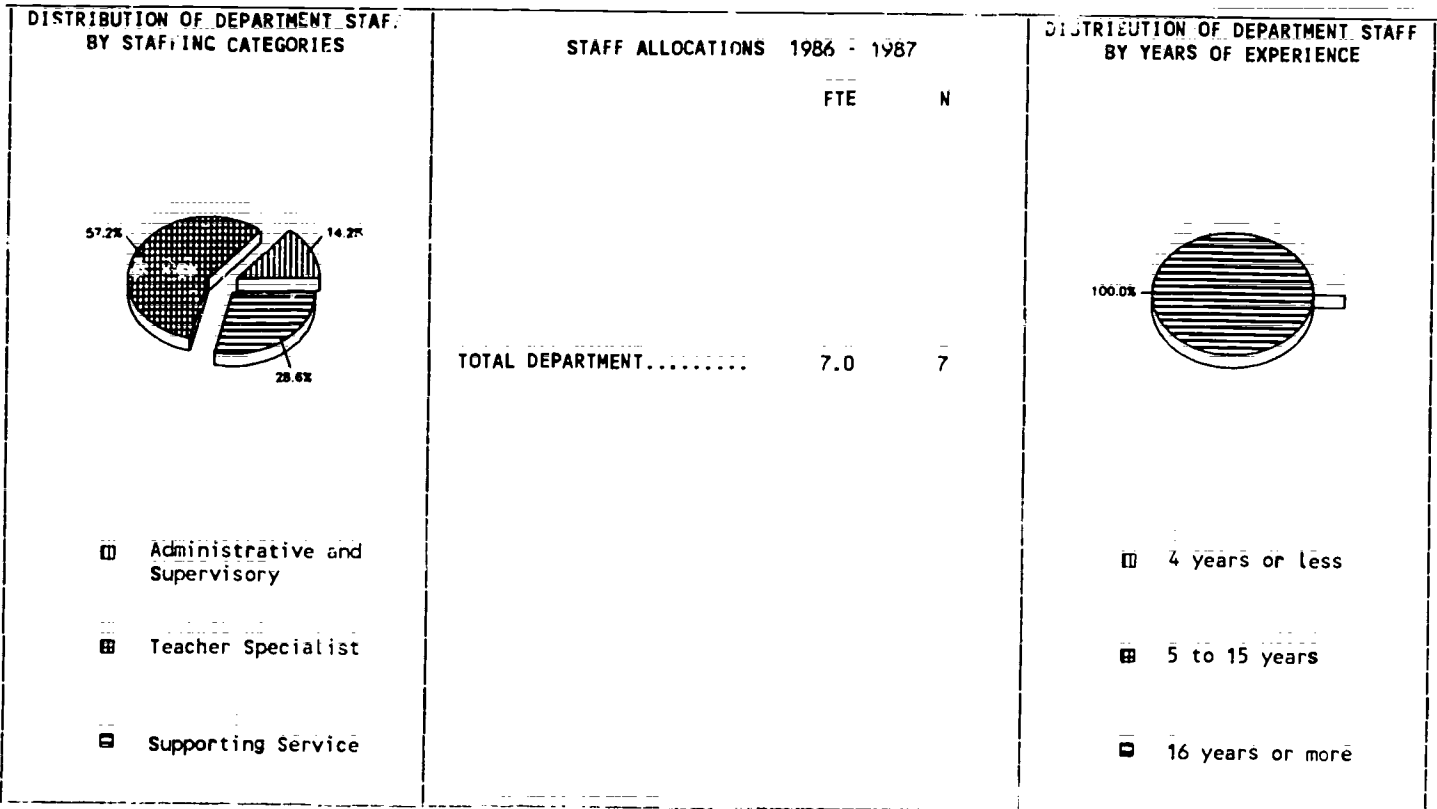 DISTRIBUTION OF DEPARTMENT STAF.
BY STAFFING CATEGORIES
57.2%
14.2%
28.6%
Administrative and
Supervisory
Teacher Specialist
Supporting Service
STAFF ALLOCATIONS 1986 - 1987
FTE N
TOTAL DEPARTMENT......... 7.0 7
DISTRIBUTION OF DEPARTMENT STAFF
BY YEARS OF EXPERIENCE
100.0%
4 years or less
5 to 15 years
16 years or more